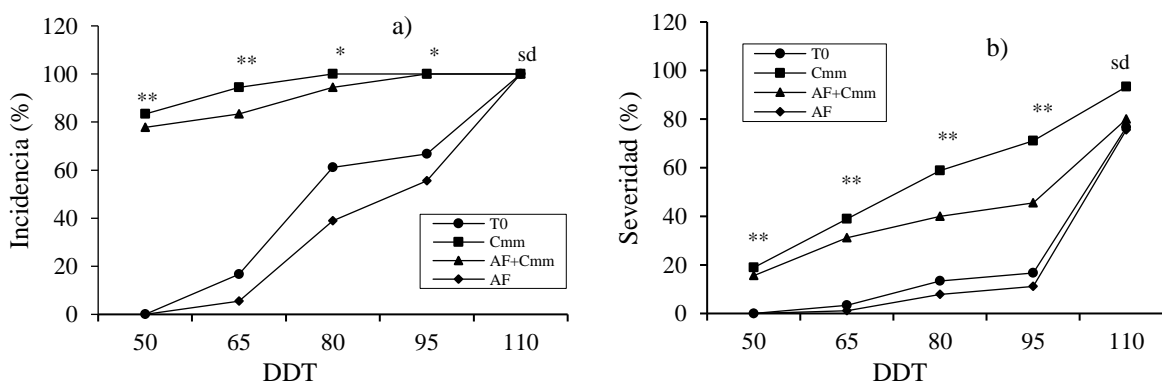 a)
Incidencia (%)
120
100
80
60
40
20
0
** ** * * sd
T0
Cmm
AF+Cmm
AF
50 65 80 95 110
DDT
b)
Severidad (%)
120
100
80
60
40
20
0
T0
Cmm
AF+Cmm
AF
** ** ** ** sd
50 65 80 95 110
DDT